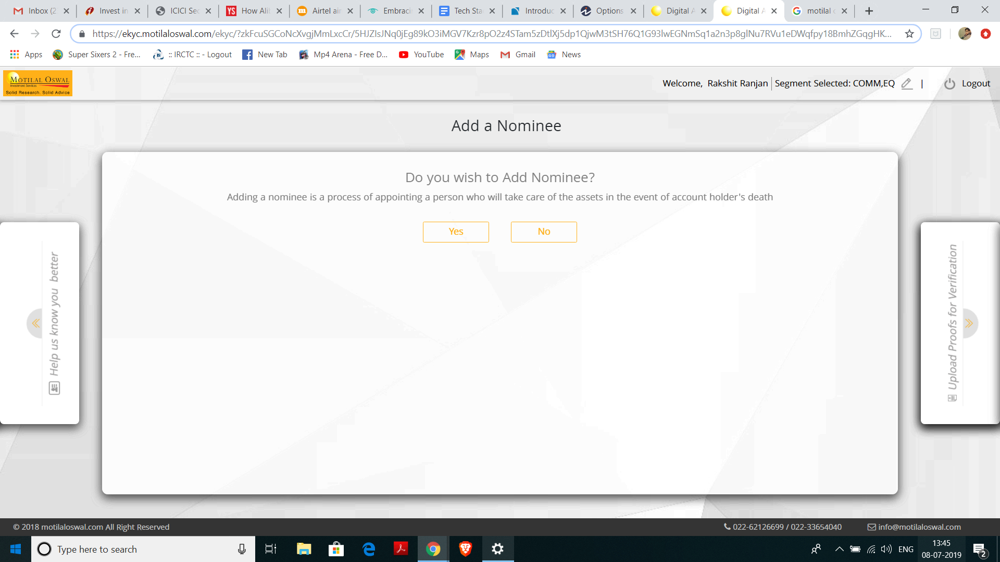 Inbox (2
Invest in
ICICI Sec
How Alib
Airtel air
Embracin
Tech Sta
Introduc
Options
Digital A
Digital A
motilal o
https://ekyc.motilaloswal.com/ekyc/?
Apps
Super Sixers 2 - Fre...
:: IRCTC :: - Logout
New Tab
Mp4 Arena - Free D...
YouTube
Maps
Gmail
News
MOTILAL OSWAL
Investment Services
Solid Research. Solid Advice
Welcome, Rakshit Ranjan
Segment Selected: COMM,EQ
|
Logout
Add a Nominee
Do you wish to Add Nominee?
Adding a nominee is a process of appointing a person who will take care of the assets in the event of account holder's death
Yes
No
Help us know you better
Upload Proofs for Verification
© 2018 motilaloswal.com All Right Reserved
022-62126699 / 022-33654040
info@motilaloswal.com
Type here to search
ENG
13:45
08-07-2019
2